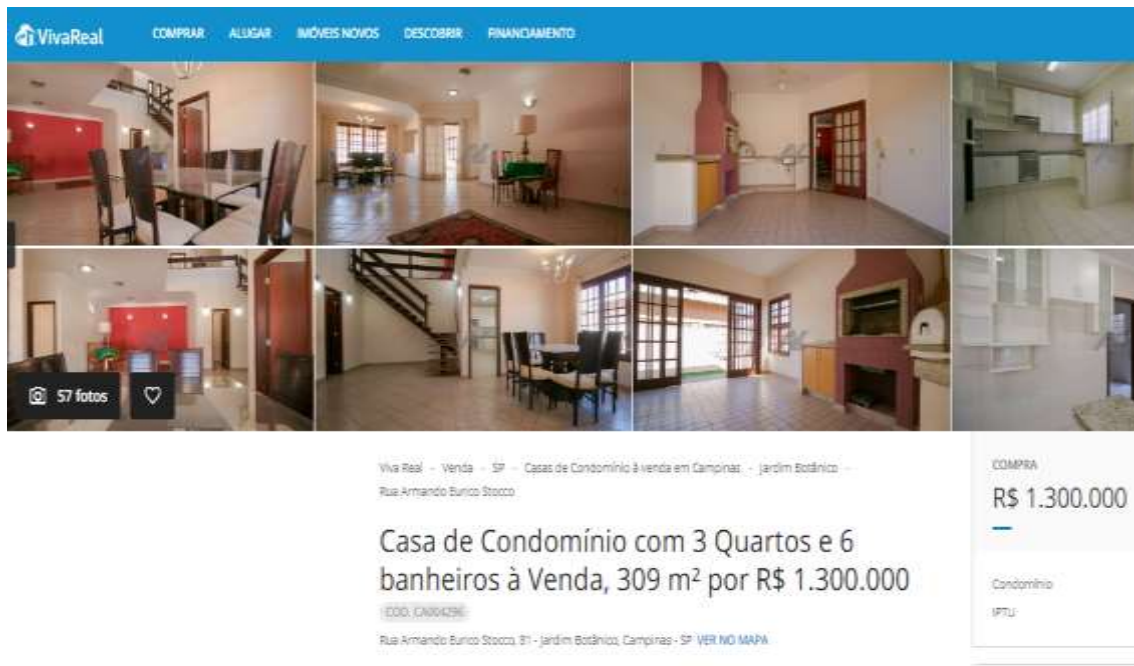 VivaReal COMPRAR ALUGAR IMÓVEIS NOVOS DESCOBRIR FINANCIAMENTO
57 fotos
Viva Real - Venda - SP - Casas de Condomínio à venda em Campinas - Jardim Botânico -
Rua Armando Eurico Stocco
COMPRA
R$ 1.300.000
Casa de Condomínio com 3 Quartos e 6
banheiros à Venda, 309 m² por R$ 1.300.000
COD. CA004296
Condomínio
IPTU
Rua Armando Eurico Stocco, 81 - Jardim Botânico, Campinas - SP VER NO MAPA